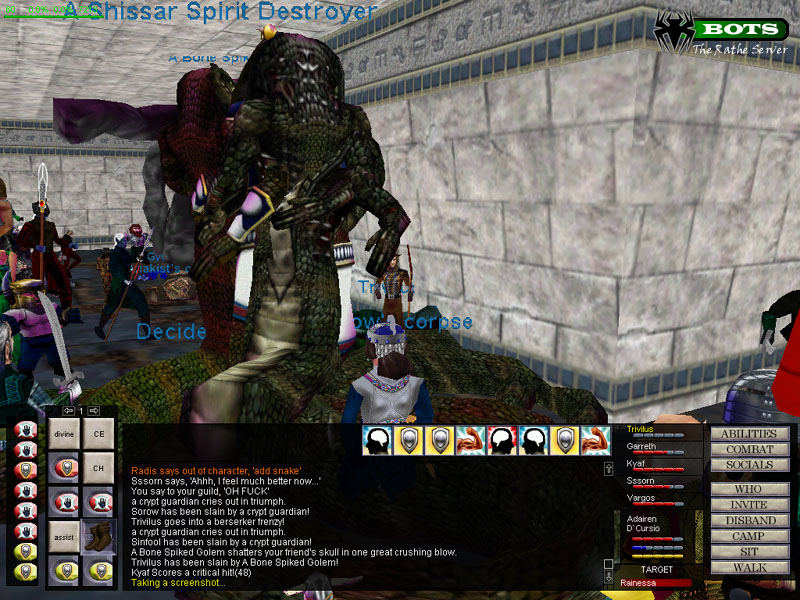 A Shissar Spirit Destroyer
BOTS
The Rathe Server
A Bone Spi
Decide
corpse
1
divine
CE
CH
assist
Radis says out of character, 'add snake'
Sssorn says, 'Ahhh, I feel much better now...'
You say to your guild, 'OH FUCK'
a crypt guardian cries out in triumph.
Sorow has been slain by a crypt guardian!
Trivilus goes into a berserker frenzy!
a crypt guardian cries out in triumph.
Sinfool has been slain by a crypt guardian!
A Bone Spiked Golem shatters your friend's skull in one great crushing blow.
Trivilus has been slain by A Bone Spiked Golem!
Kyaf Scores a critical hit!(48)
Taking a screenshot...
Trivilus
Garreth
Kyaf
Sssorn
Vargos
Adairen
D'Cursio
TARGET
Rainessa
ABILITIES
COMBAT
SOCIALS
WHO
INVITE
DISBAND
CAMP
SIT
WALK